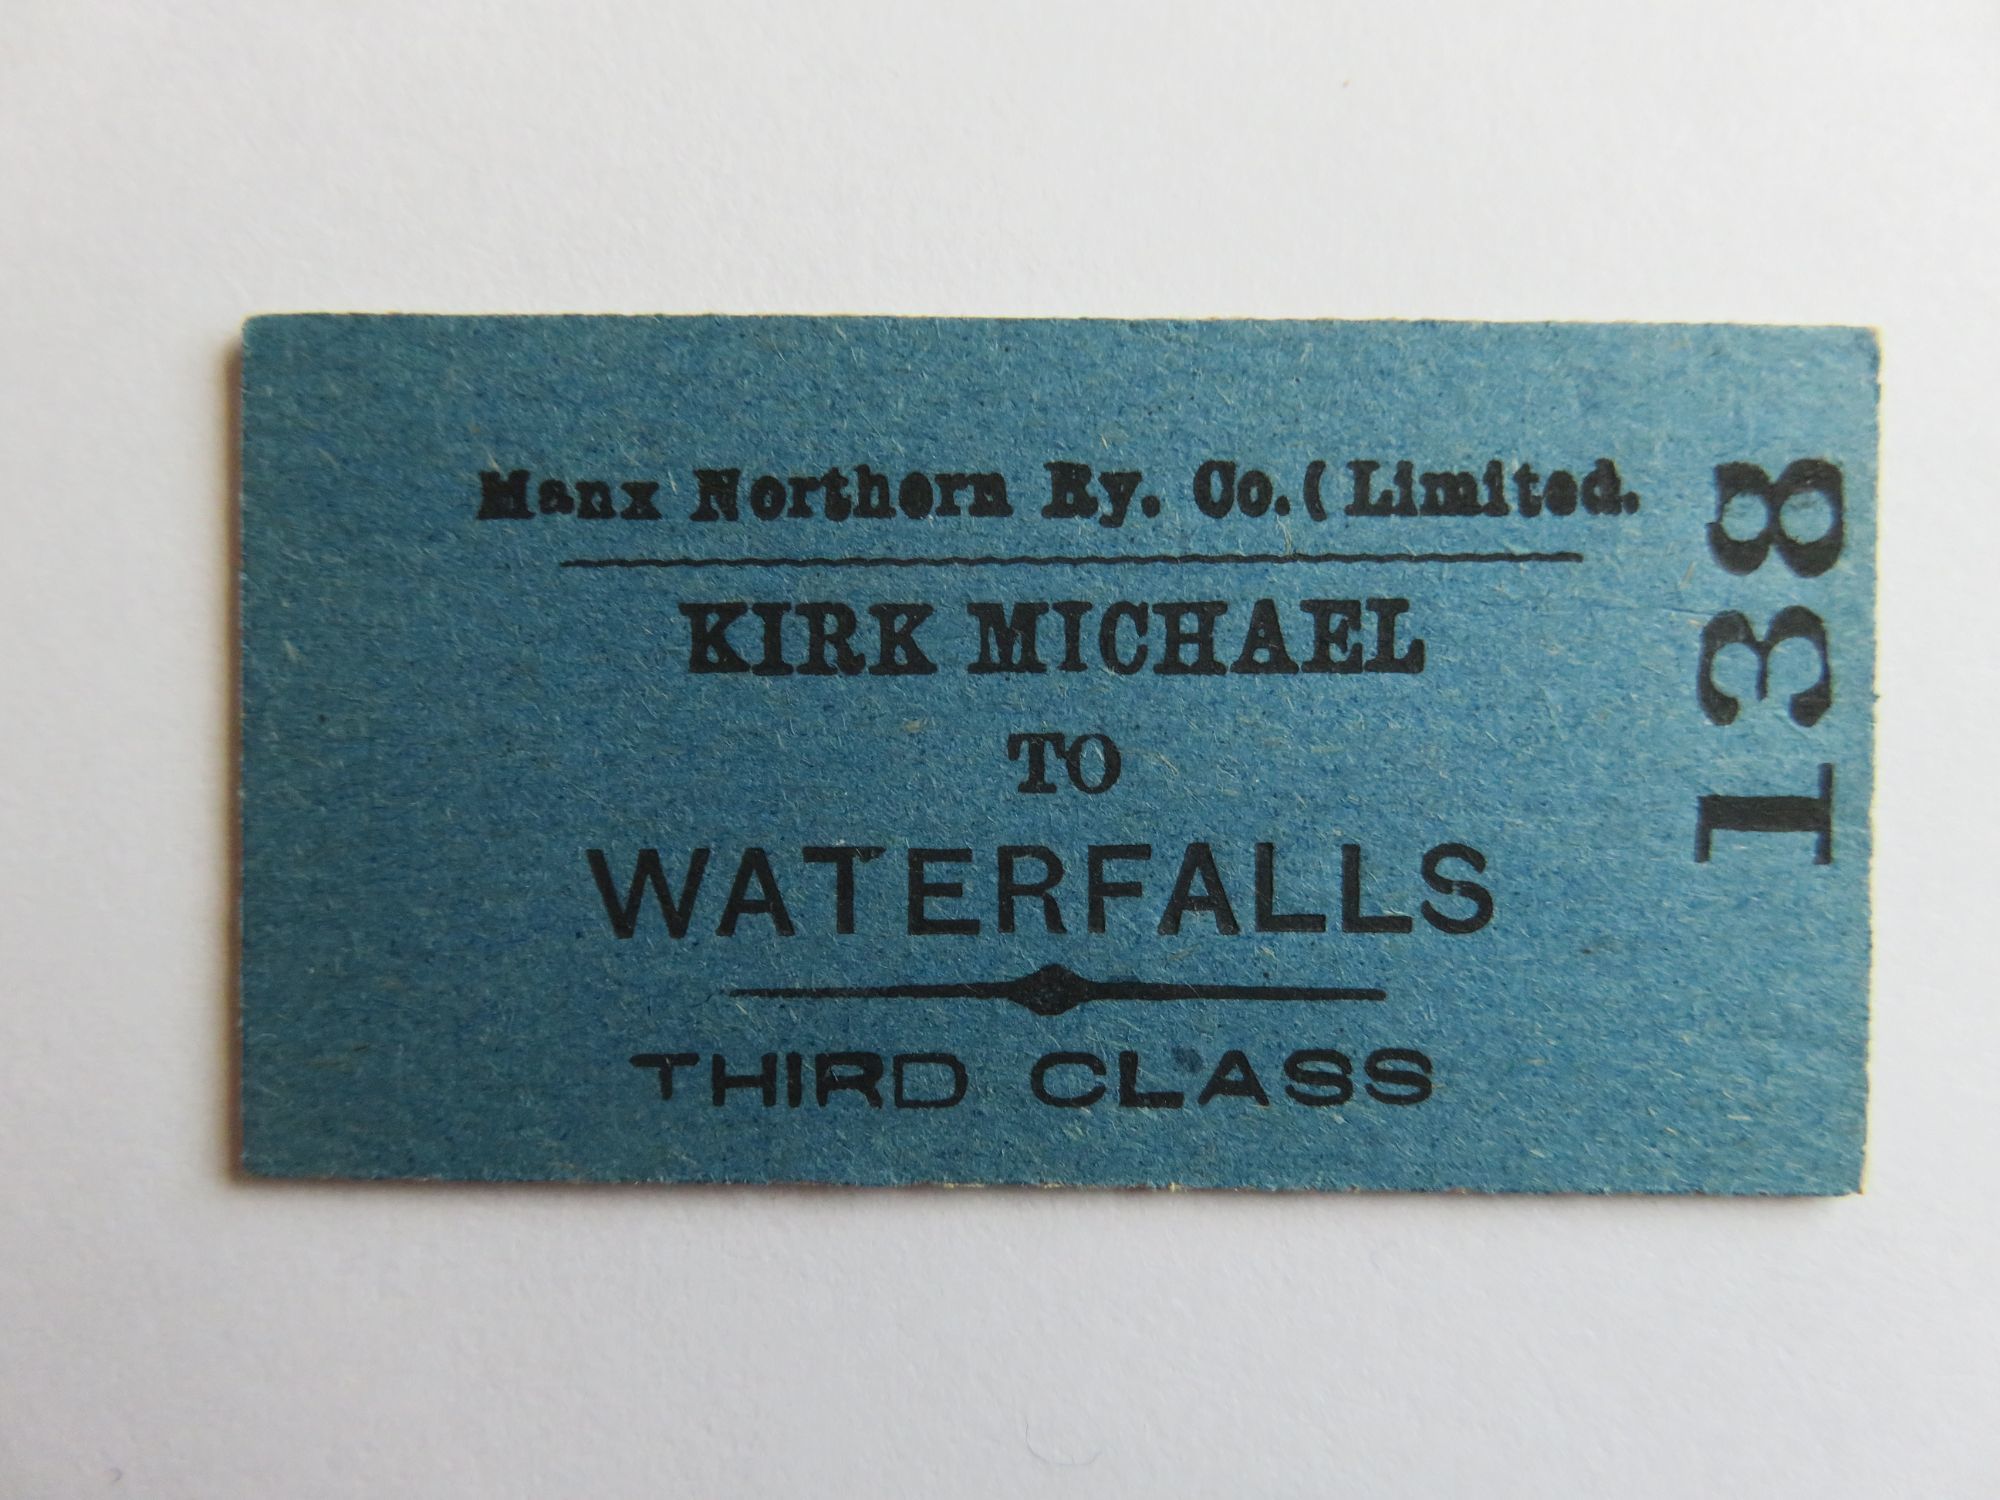 Manx Northern Ry. Co. (Limited.
KIRK MICHAEL
TO
WATERFALLS
THIRD CLASS
138